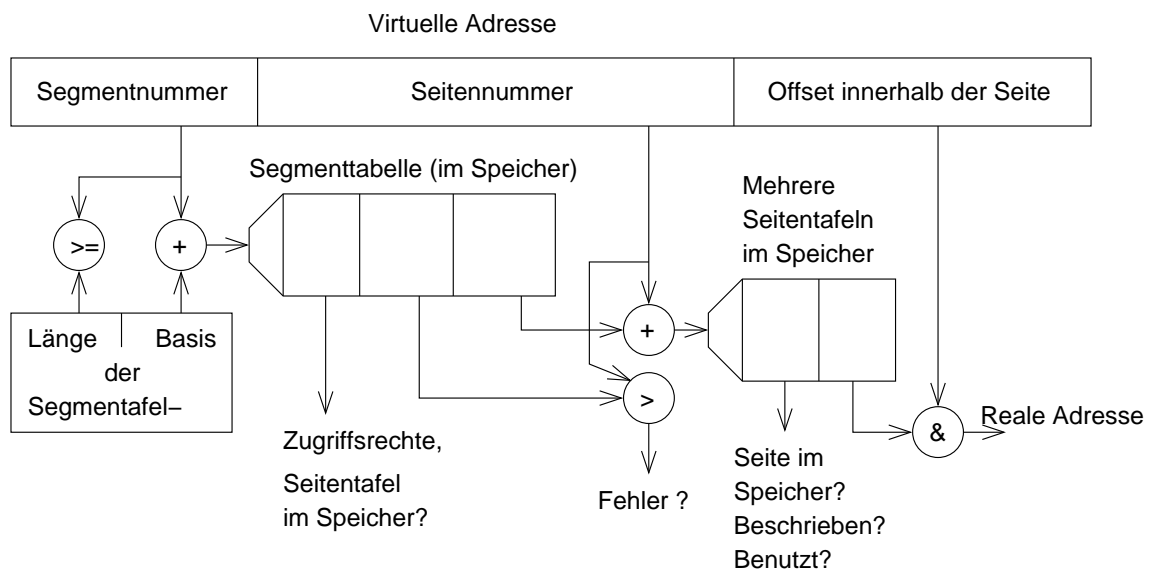 Virtuelle Adresse
Segmentnummer
Seitennummer
Offset innerhalb der Seite
Segmenttabelle (im Speicher)
Mehrere
Seitentafeln
im Speicher
>=
+
+
>
&
Länge
Basis
der
Segmentafel–
Reale Adresse
Zugriffsrechte,
Seitentafel
im Speicher?
Fehler ?
Seite im
Speicher?
Beschrieben?
Benutzt?